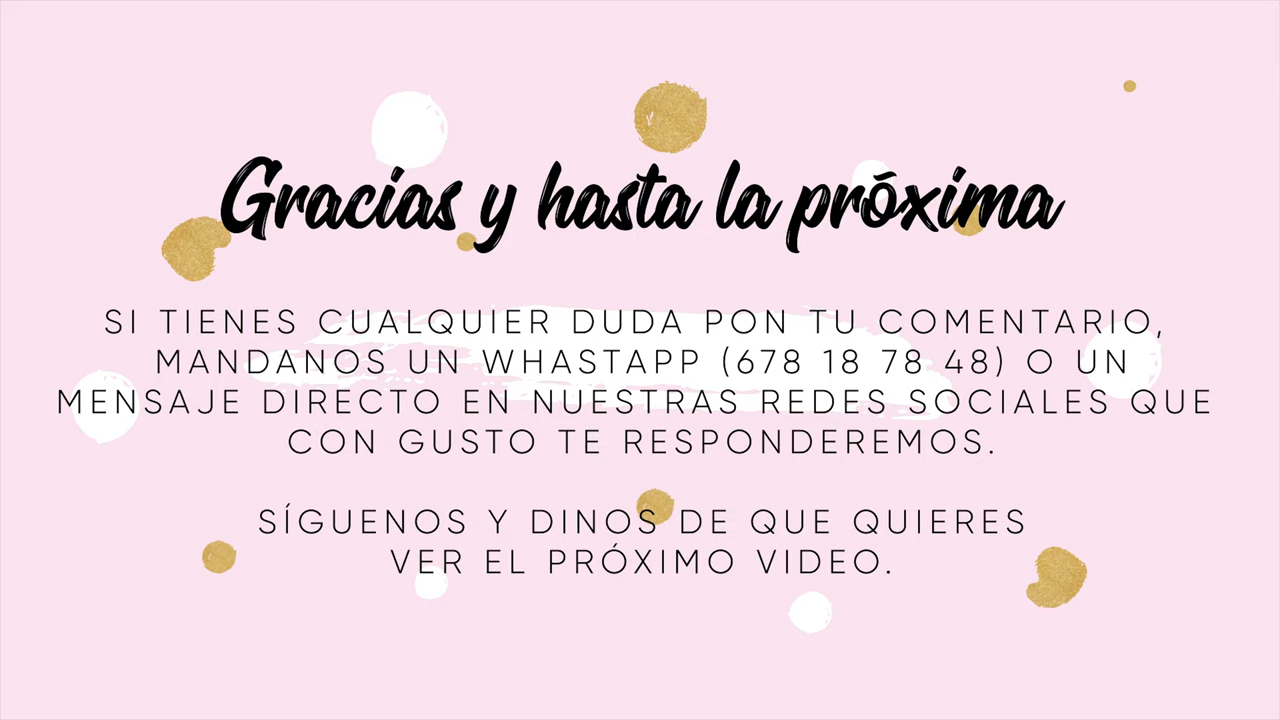 Gracias y hasta la próxima
SI TIENES CUALQUIER DUDA PON TU COMENTARIO,
MANDANOS UN WHASTAPP (678 18 78 48) O UN
MENSAJE DIRECTO EN NUESTRAS REDES SOCIALES QUE
CON GUSTO TE RESPONDEREMOS.
SÍGUENOS Y DINOS DE QUE QUIERES
VER EL PRÓXIMO VIDEO.